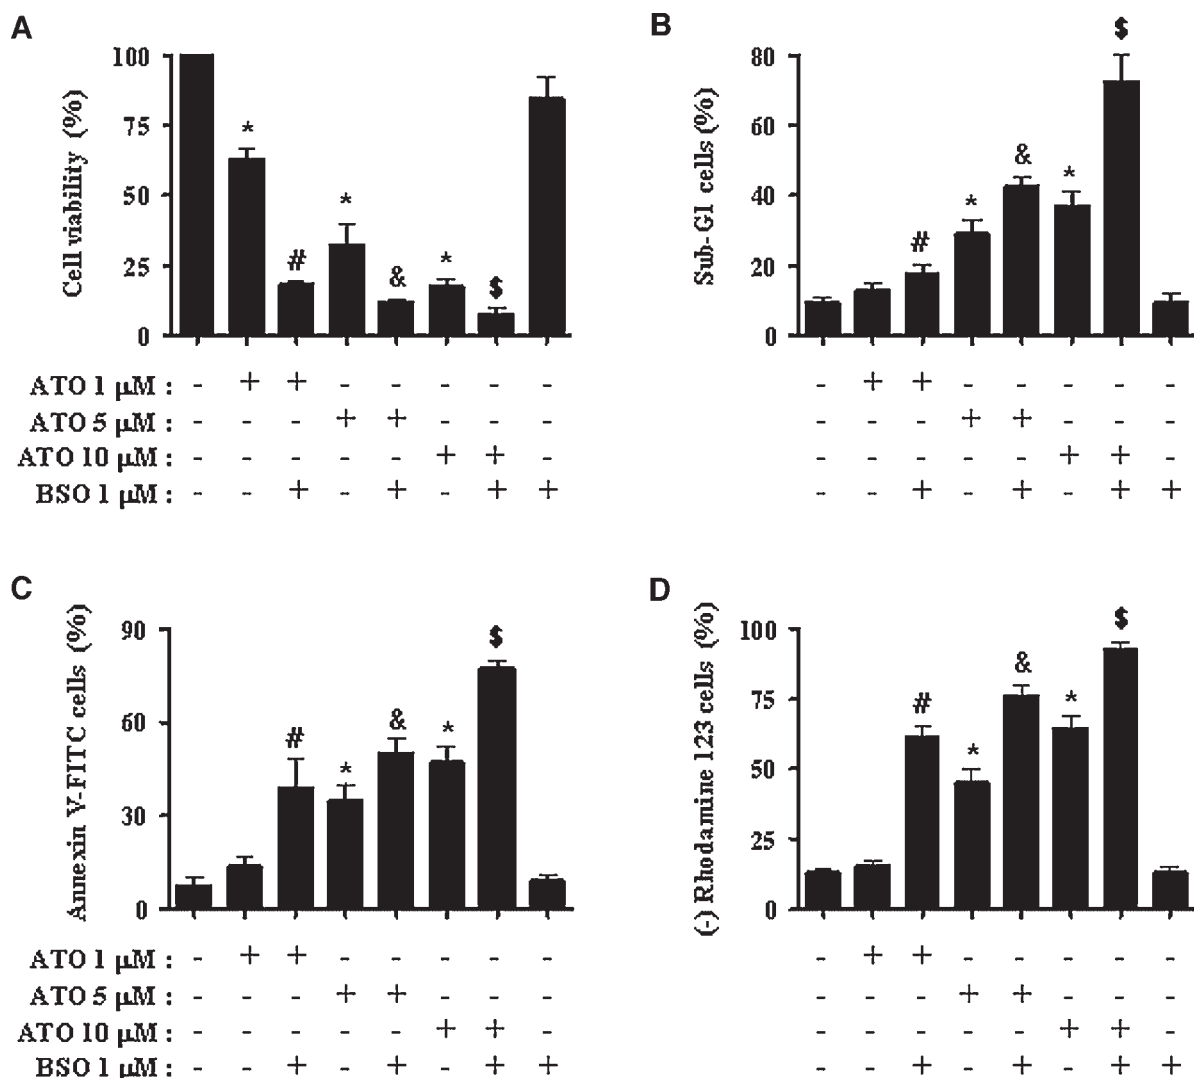 A
Cell viability (%)
100
75
50
25
0
*
#
*
&
*
$
ATO 1 µM : - + + - - - - -
ATO 5 µM : - - - + + - - -
ATO 10 µM : - - - - - + + -
BSO 1 µM : - - + - + - + +
B
Sub-G1 cells (%)
80
60
40
20
0
#
*
&
*
$
- + + - - - - -
- - - + + - - -
- - - - - + + -
- - + - + - + +
C
Annexin V-FITC cells (%)
90
60
30
0
#
*
&
*
$
ATO 1 µM : - + + - - - - -
ATO 5 µM : - - - + + - - -
ATO 10 µM : - - - - - + + -
BSO 1 µM : - - + - + - + +
D
(-) Rhodamine 123 cells (%)
100
75
50
25
0
#
*
&
*
$
- + + - - - - -
- - - + + - - -
- - - - - + + -
- - + - + - + +